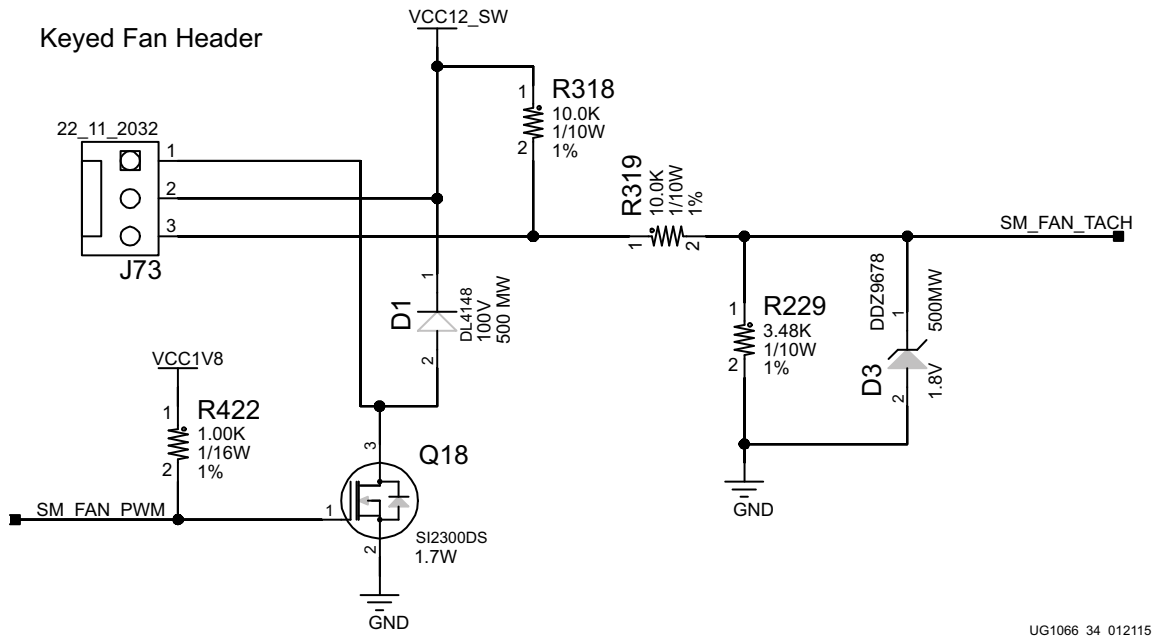 Keyed Fan Header
VCC12_SW
22_11_2032
1
2
3
J73
1
R318
10.0K
1/10W
1%
2
R319
10.0K
1/10W
1%
1
2
SM_FAN_TACH
1
D1
DL4148
100V
500 MW
2
1
R229
3.48K
1/10W
1%
2
DDZ9678
1
500MW
D3
2
1.8V
GND
VCC1V8
1
R422
1.00K
1/16W
1%
2
3
Q18
SM_FAN_PWM
1
SI2300DS
1.7W
2
GND
UG1066_34_012115